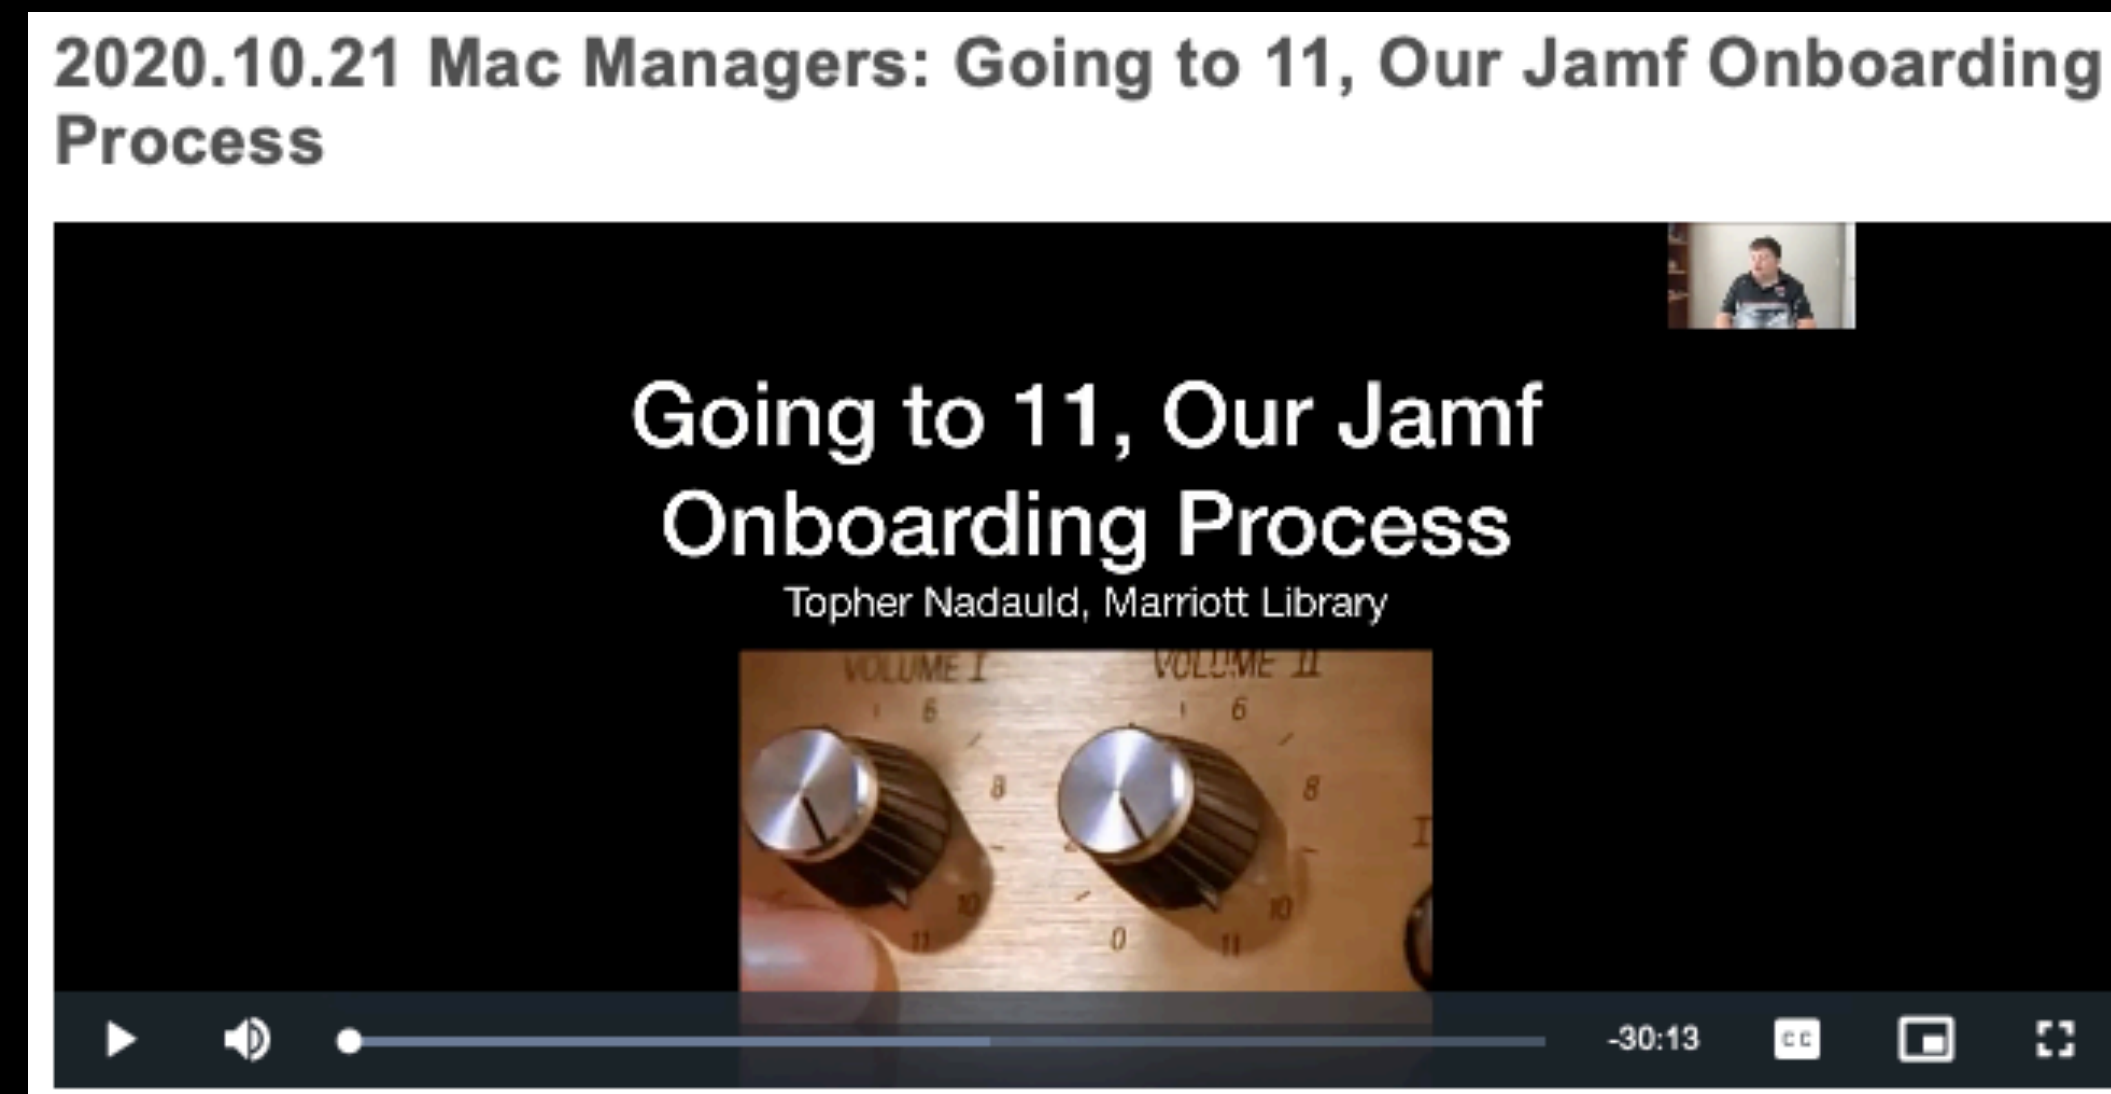 2020.10.21 Mac Managers: Going to 11, Our Jamf Onboarding
Process
Going to 11, Our Jamf
Onboarding Process
Topher Nadauld, Marriott Library
VOLUME I
VOLUME II
6
6
8
8
10
10
11
0
11
I
-30:13
CC